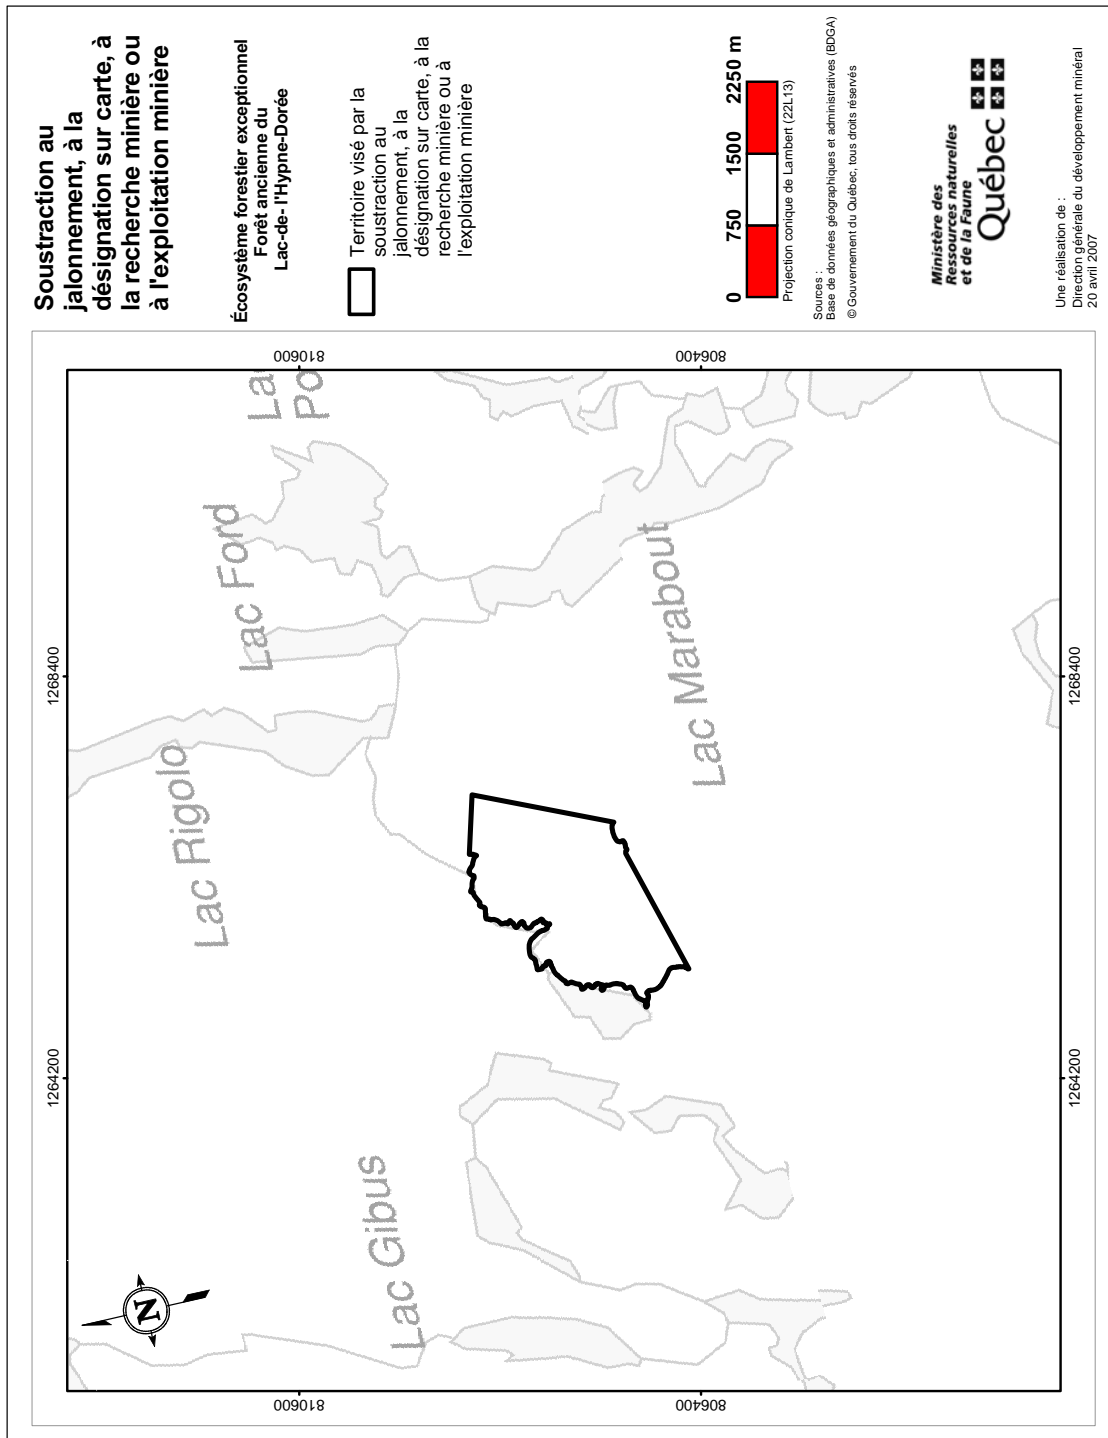 Soustraction au
jalonnement, à la
désignation sur carte, à
la recherche minière ou
à l'exploitation minière
Écosystème forestier exceptionnel
Forêt ancienne du
Lac-de- l'Hypne-Dorée
Territoire visé par la
soustraction au
jalonnement, à la
désignation sur carte, à la
recherche minière ou à
l'exploitation minière
0 750 1500 2250 m
Projection conique de Lambert (22L13)
Sources :
Base de données géographiques et administratives (BDGA)
© Gouvernement du Québec, tous droits réservés
Ministère des
Ressources naturelles
et de la Faune
Québec
Une réalisation de :
Direction générale du développement minéral
20 avril 2007
1264200
1268400
810600
806400
810600
806400
1264200
1268400
N
Lac Gibus
Lac Rigolo
Lac Ford
Lac Marabout